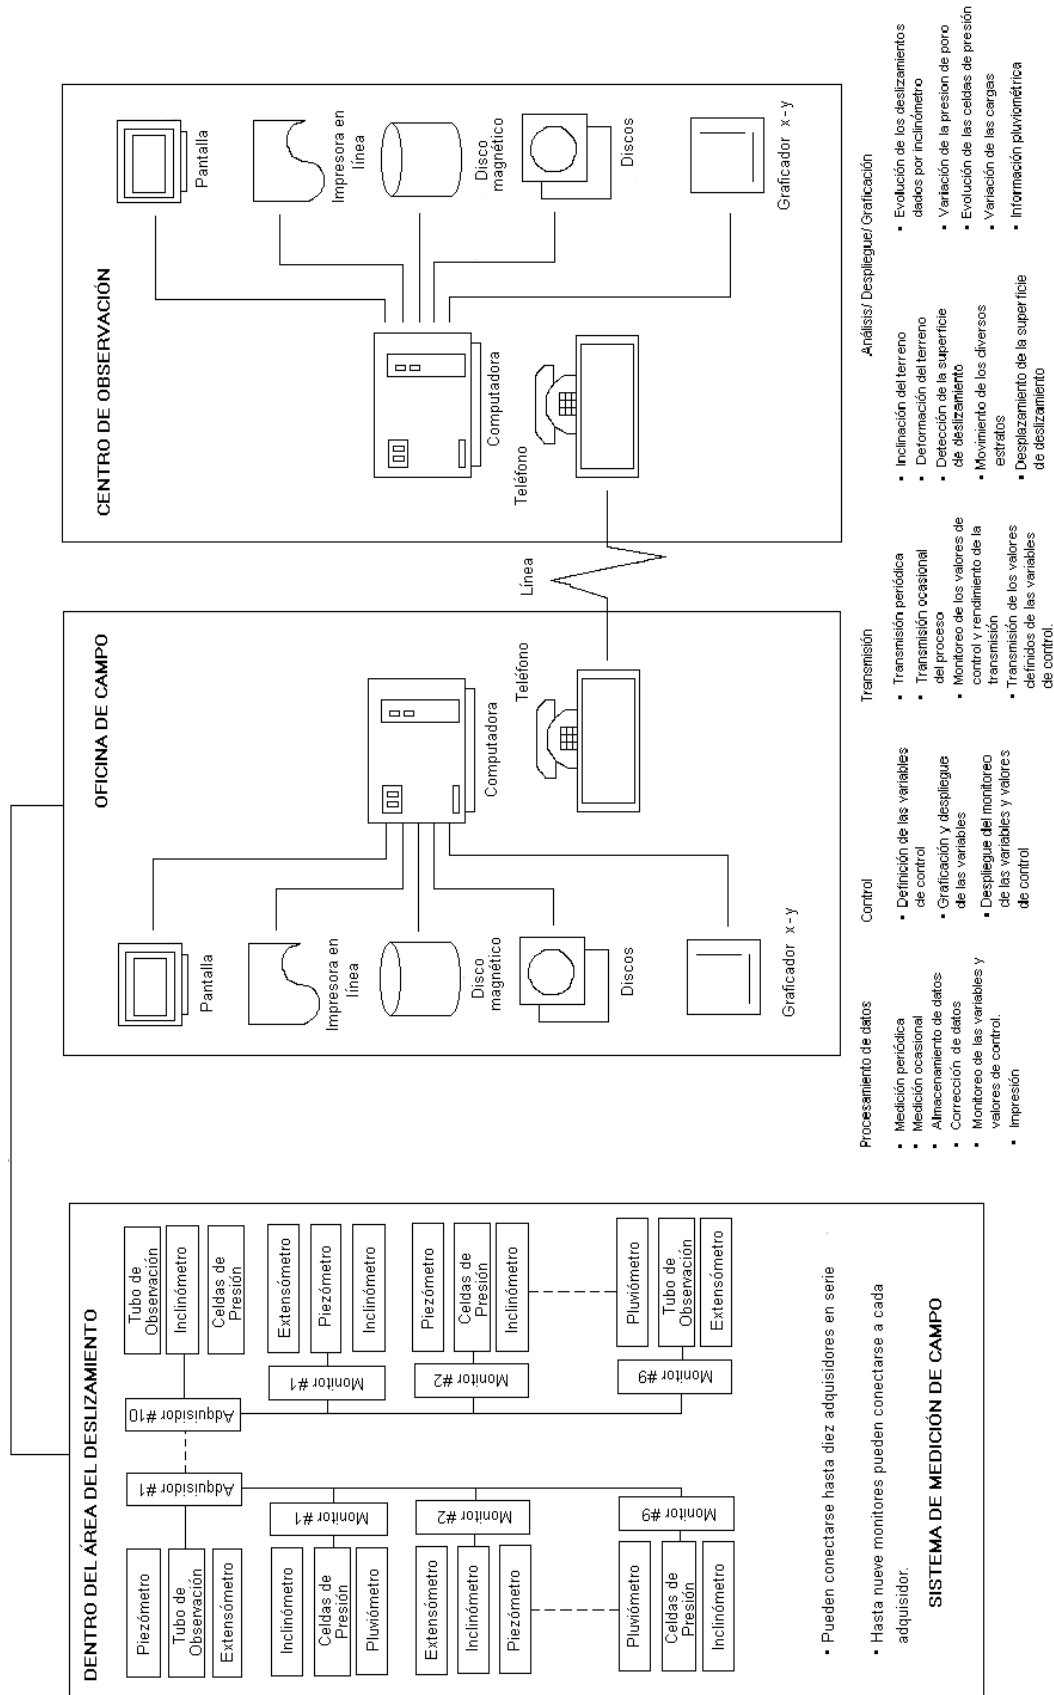 DENTRO DEL ÁREA DEL DESLIZAMIENTO
Piezómetro
Tubo de
Observación
Extensómetro
Adquisidor #1
Inclinómetro
Celdas de
Presión
Pluviómetro
Monitor #1
Extensómetro
Inclinómetro
Piezómetro
Monitor #2
Pluviómetro
Celdas de
Presión
Inclinómetro
Monitor #9
Adquisidor #10
Tubo de
Observación
Inclinómetro
Celdas de
Presión
Monitor #1
Extensómetro
Piezómetro
Inclinómetro
Monitor #2
Piezómetro
Celdas de
Presión
Inclinómetro
Monitor #9
Pluviómetro
Tubo de
Observación
Extensómetro
▪ Pueden conectarse hasta diez adquisidores en serie
▪ Hasta nueve monitores pueden conectarse a cada
adquisidor.
SISTEMA DE MEDICIÓN DE CAMPO
OFICINA DE CAMPO
Pantalla
Impresora en
línea
Disco
magnético
Discos
Graficador x-y
Computadora
Teléfono
Línea
CENTRO DE OBSERVACIÓN
Teléfono
Computadora
Pantalla
Impresora en
línea
Disco
magnético
Discos
Graficador x-y
Procesamiento de datos
▪ Medición periódica
▪ Medición ocasional
▪ Almacenamiento de datos
▪ Corrección de datos
▪ Monitoreo de las variables y
valores de control.
▪ Impresión
Control
▪ Definición de las variables
de control
▪ Graficación y despliegue
de las variables
▪ Despliegue del monitoreo
de las variables y valores
de control
Transmisión
▪ Transmisión periódica
▪ Transmisión ocasional
del proceso
▪ Monitoreo de los valores de
control y rendimiento de la
transmisión
▪ Transmisión de los valores
definidos de las variables
de control.
Análisis/ Despliegue/ Graficación
▪ Inclinación del terreno
▪ Deformación del terreno
▪ Detección de la superficie
de deslizamiento
▪ Movimiento de los diversos
estratos
▪ Desplazamiento de la superficie
de deslizamiento
▪ Evolución de los deslizamientos
dados por inclinómetro
▪ Variación de la presion de poro
▪ Evolución de las celdas de presión
▪ Variación de las cargas
▪ Información pluviométrica